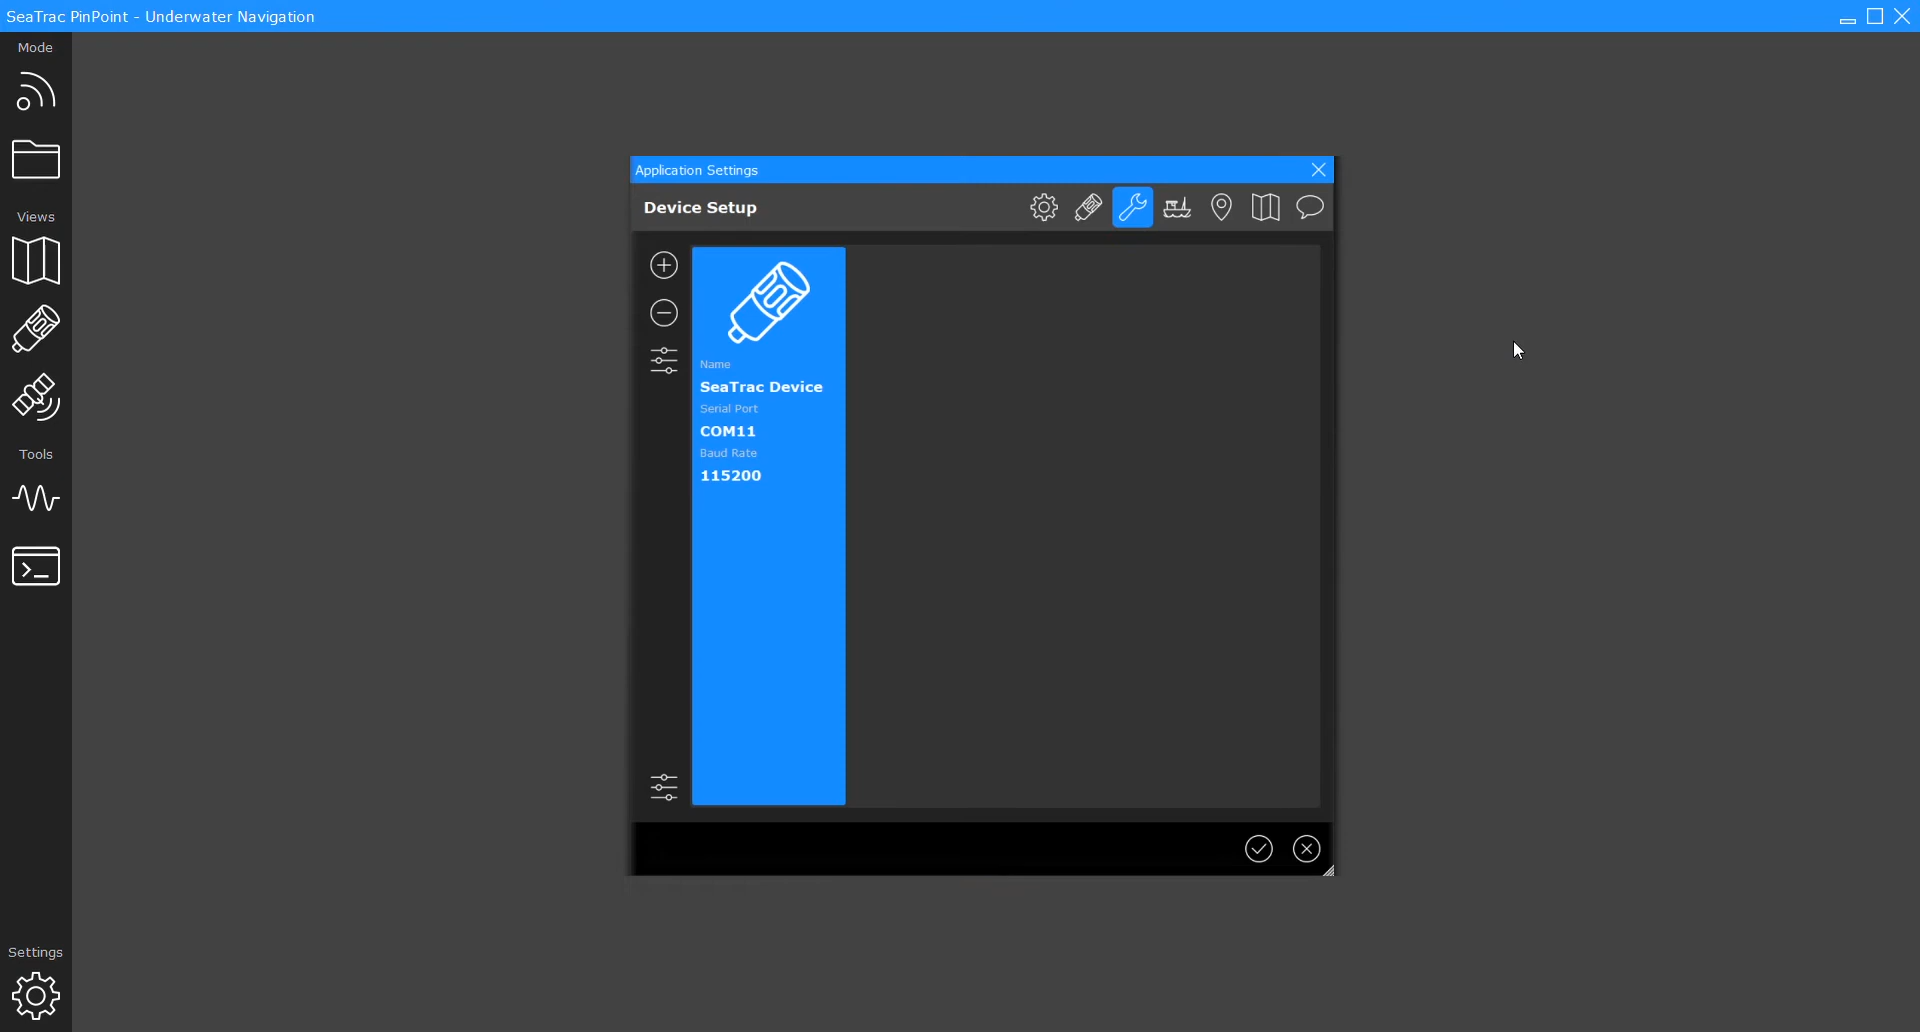 SeaTrac PinPoint - Underwater Navigation
Mode
Views
Tools
Settings
Application Settings
Device Setup
Name
SeaTrac Device
Serial Port
COM11
Baud Rate
115200